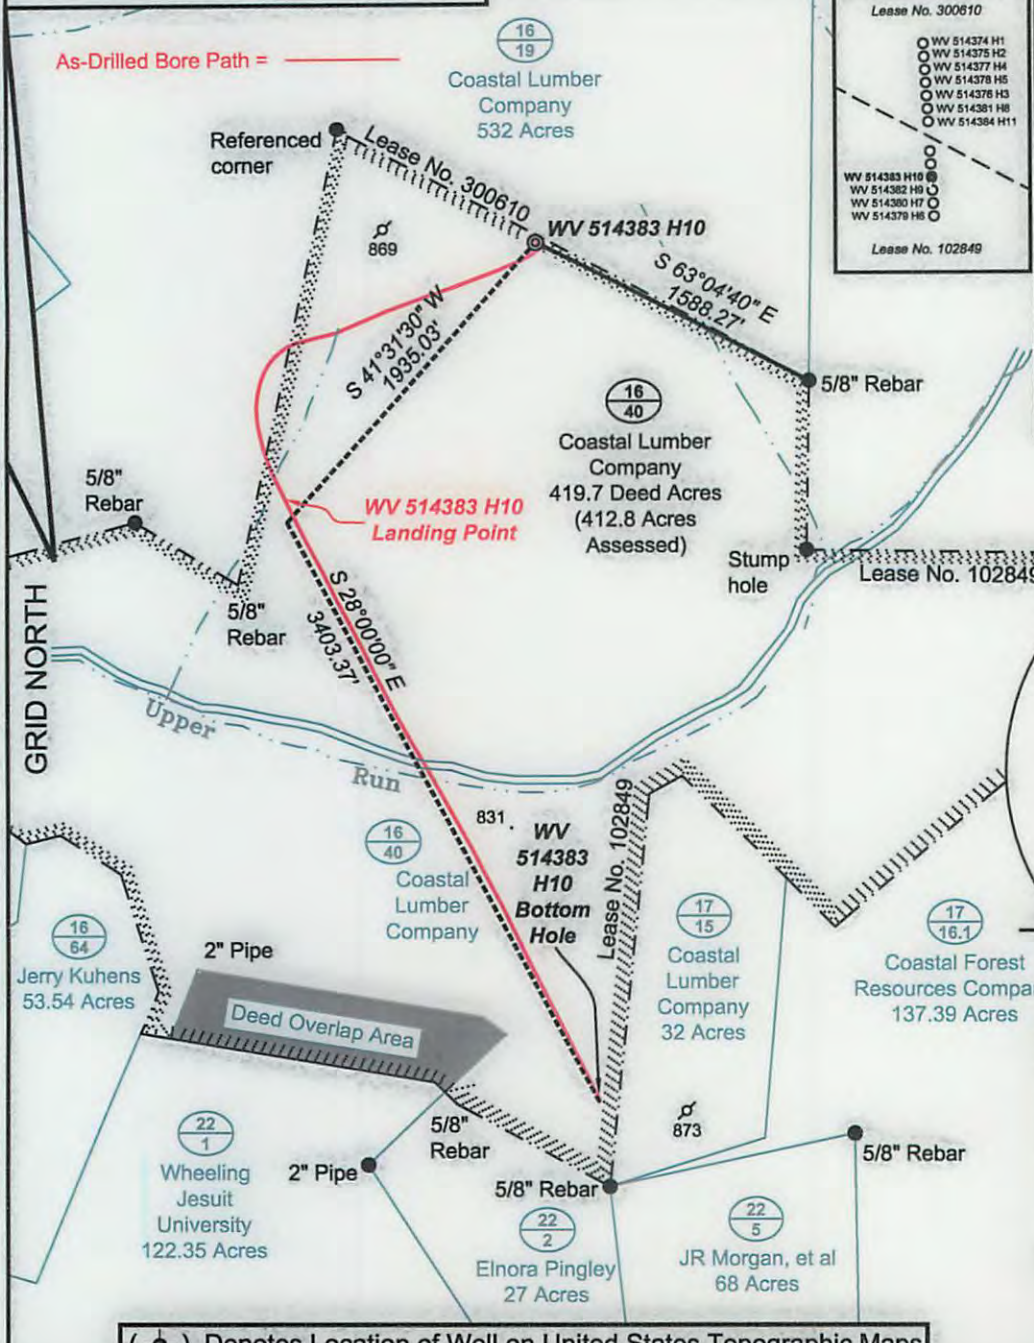 Lease No. 300610
WV 514374 H1
WV 514375 H2
WV 514377 H4
WV 514378 H5
WV 514376 H3
WV 514381 H8
WV 514384 H11
WV 514383 H10
WV 514382 H9
WV 514380 H7
WV 514379 H6
Lease No. 102849
As-Drilled Bore Path =
16
19
Coastal Lumber
Company
532 Acres
Referenced
corner
Lease No. 300610
869
WV 514383 H10
S 63°04'40" E
1588.27'
S 41°31'30" W
1935.03'
5/8" Rebar
16
40
Coastal Lumber
Company
419.7 Deed Acres
(412.8 Acres
Assessed)
5/8"
Rebar
WV 514383 H10
Landing Point
Stump
hole
Lease No. 102849
5/8"
Rebar
S 28°00'00" E
3403.37'
GRID NORTH
Upper
Run
831
WV
514383
H10
Bottom
Hole
Lease No. 102849
16
40
Coastal
Lumber
Company
16
64
Jerry Kuhens
53.54 Acres
2" Pipe
Deed Overlap Area
17
15
Coastal
Lumber
Company
32 Acres
17
16.1
Coastal Forest
Resources Compa
137.39 Acres
22
1
Wheeling
Jesuit
University
122.35 Acres
5/8"
Rebar
2" Pipe
873
5/8" Rebar
5/8" Rebar
22
2
Elnora Pingley
27 Acres
22
5
JR Morgan, et al
68 Acres
Denotes Location of Well on United States Topographic Maps